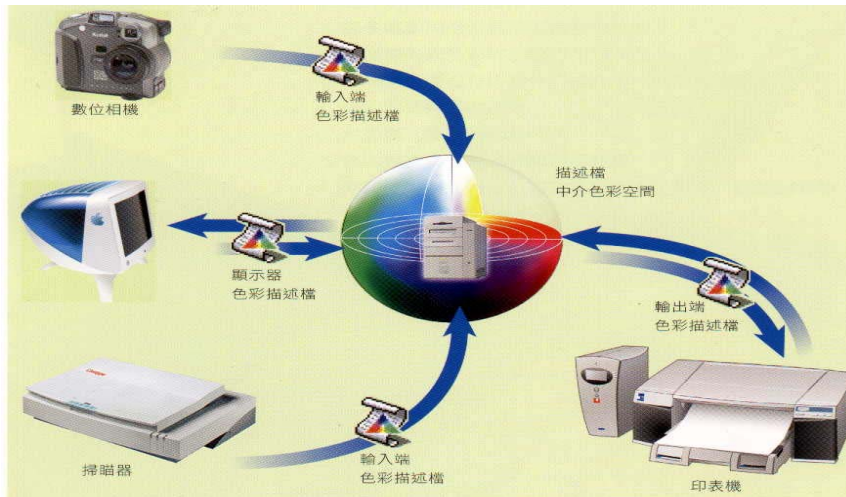 數位相機
輸入端
色彩描述檔
描述檔
中介色彩空間
顯示器
色彩描述檔
輸出端
色彩描述檔
掃瞄器
輸入端
色彩描述檔
印表機